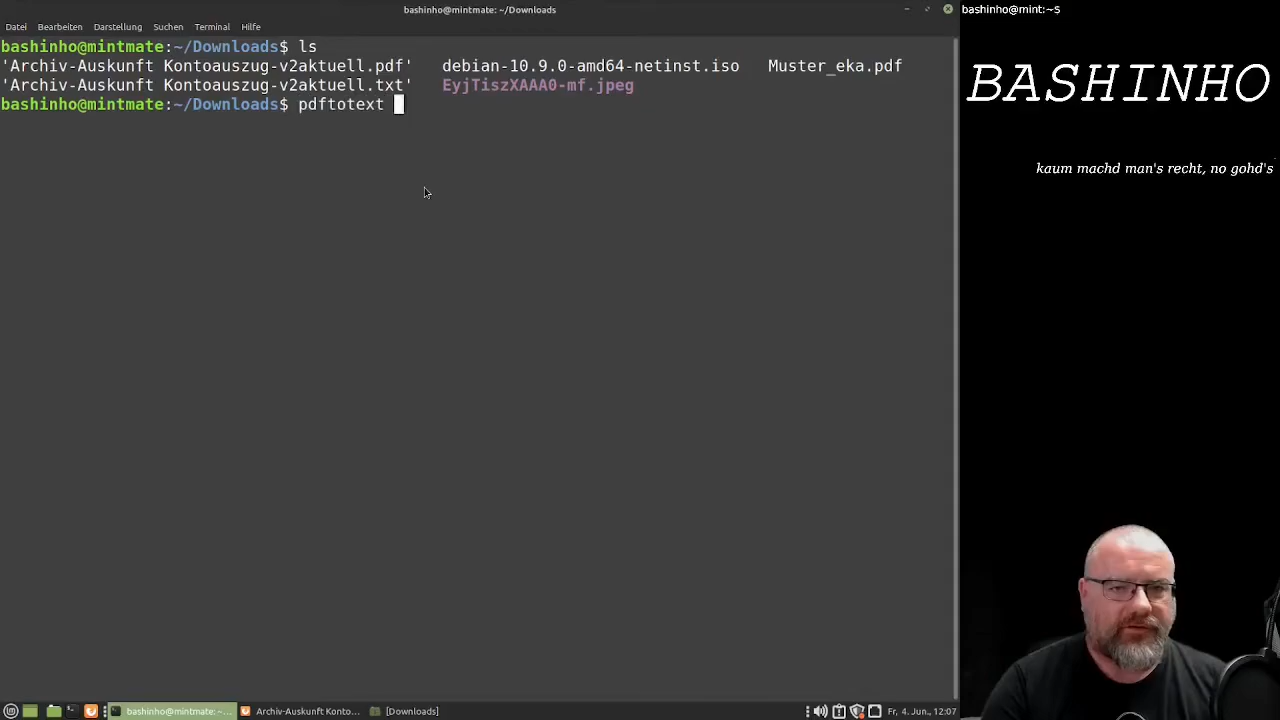 bashinho@mintmate: ~/Downloads
Datei Bearbeiten Darstellung Suchen Terminal Hilfe
bashinho@mintmate:~/Downloads$ ls
'Archiv-Auskunft Kontoauszug-v2aktuell.pdf' debian-10.9.0-amd64-netinst.iso Muster_eka.pdf
'Archiv-Auskunft Kontoauszug-v2aktuell.txt' EyjTiszXAAA0-mf.jpeg
bashinho@mintmate:~/Downloads$ pdftotext
bashinho@mint:~$
BASHINHO
kaum machd man's recht, no gohd's
bashinho@mintmate: ~... Archiv-Auskunft Konto... [Downloads] Fr, 4. Jun., 12:07